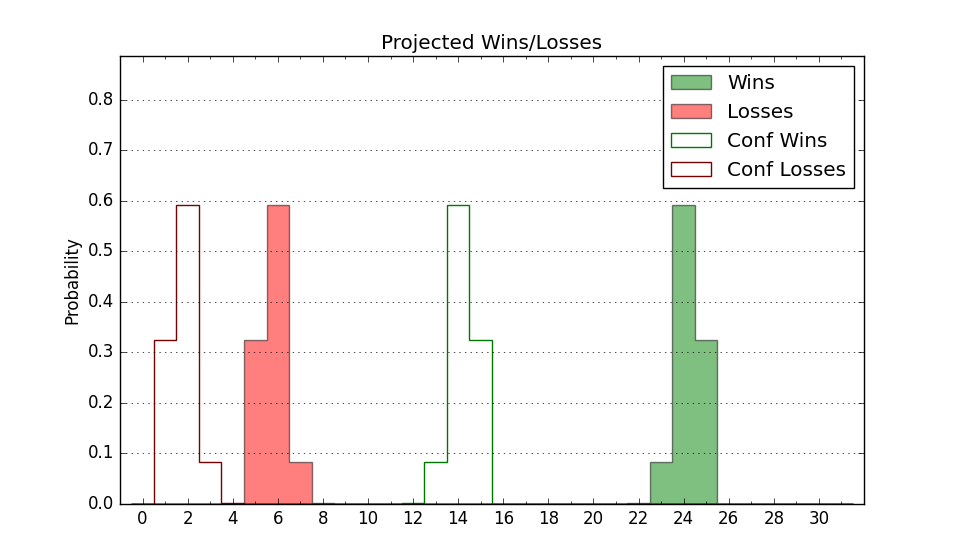 Projected Wins/Losses
Wins
Losses
Conf Wins
Conf Losses
Probability
0.8
0.7
0.6
0.5
0.4
0.3
0.2
0.1
0.0
0 2 4 6 8 10 12 14 16 18 20 22 24 26 28 30